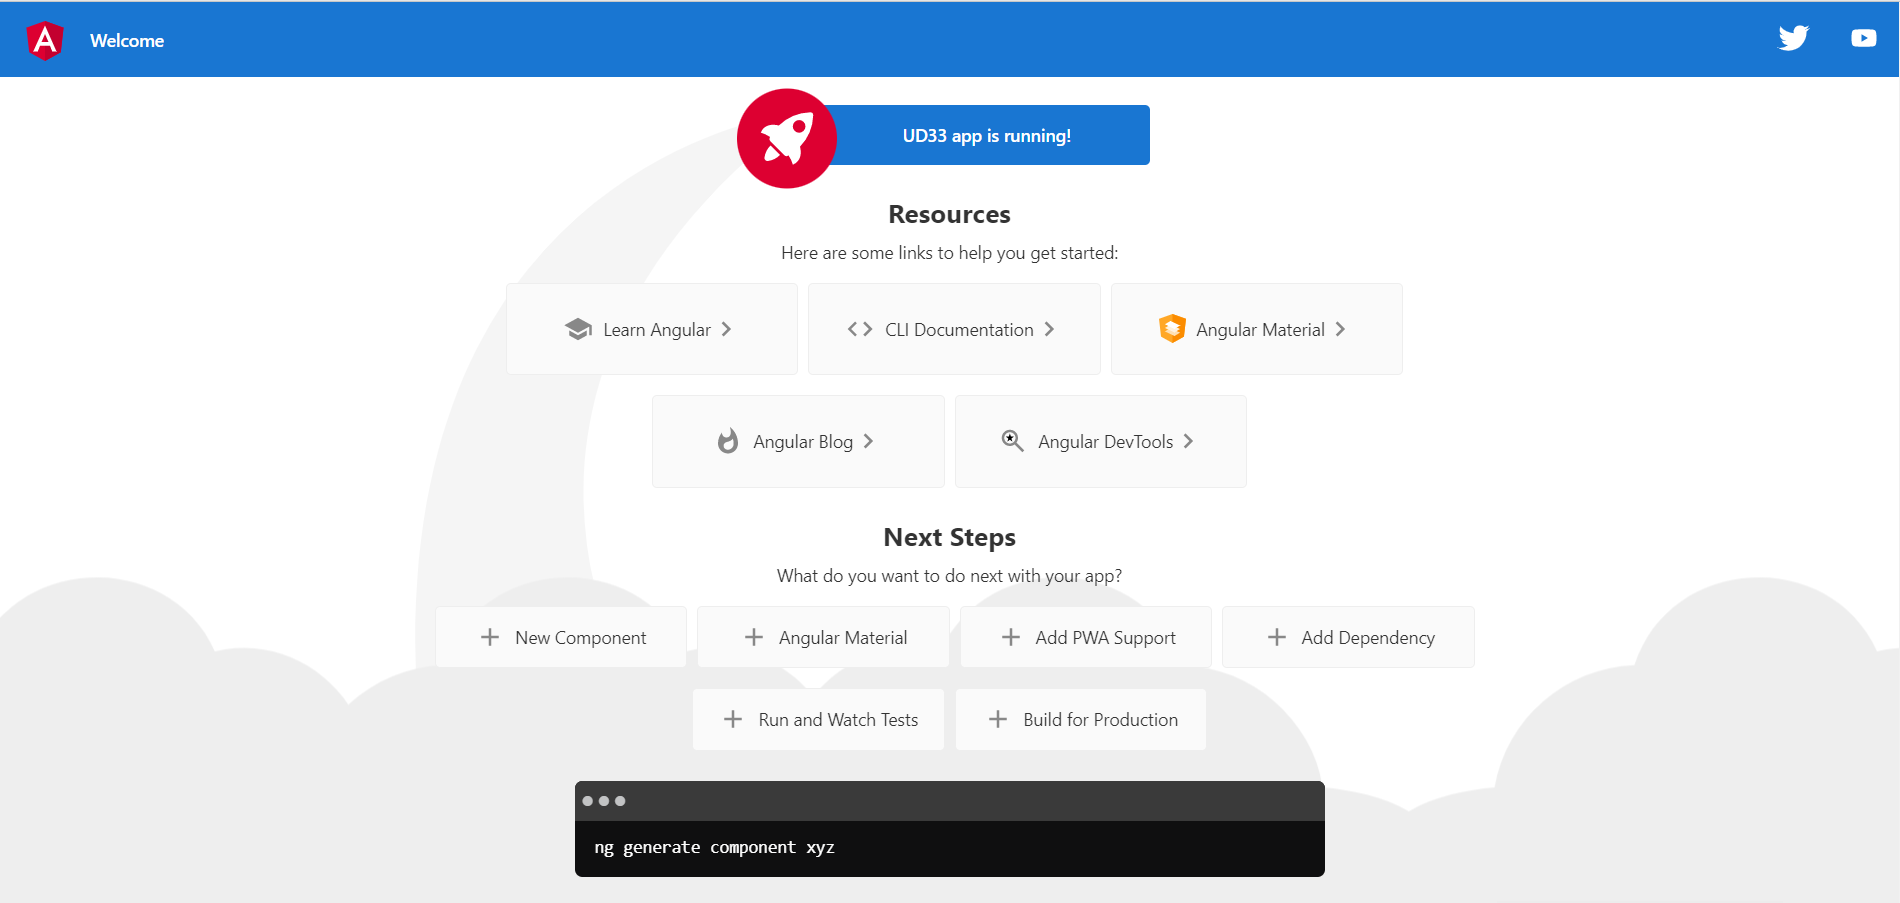 Welcome
UD33 app is running!
Resources
Here are some links to help you get started:
Learn Angular
CLI Documentation
Angular Material
Angular Blog
Angular DevTools
Next Steps
What do you want to do next with your app?
New Component
Angular Material
Add PWA Support
Add Dependency
Run and Watch Tests
Build for Production
ng generate component xyz